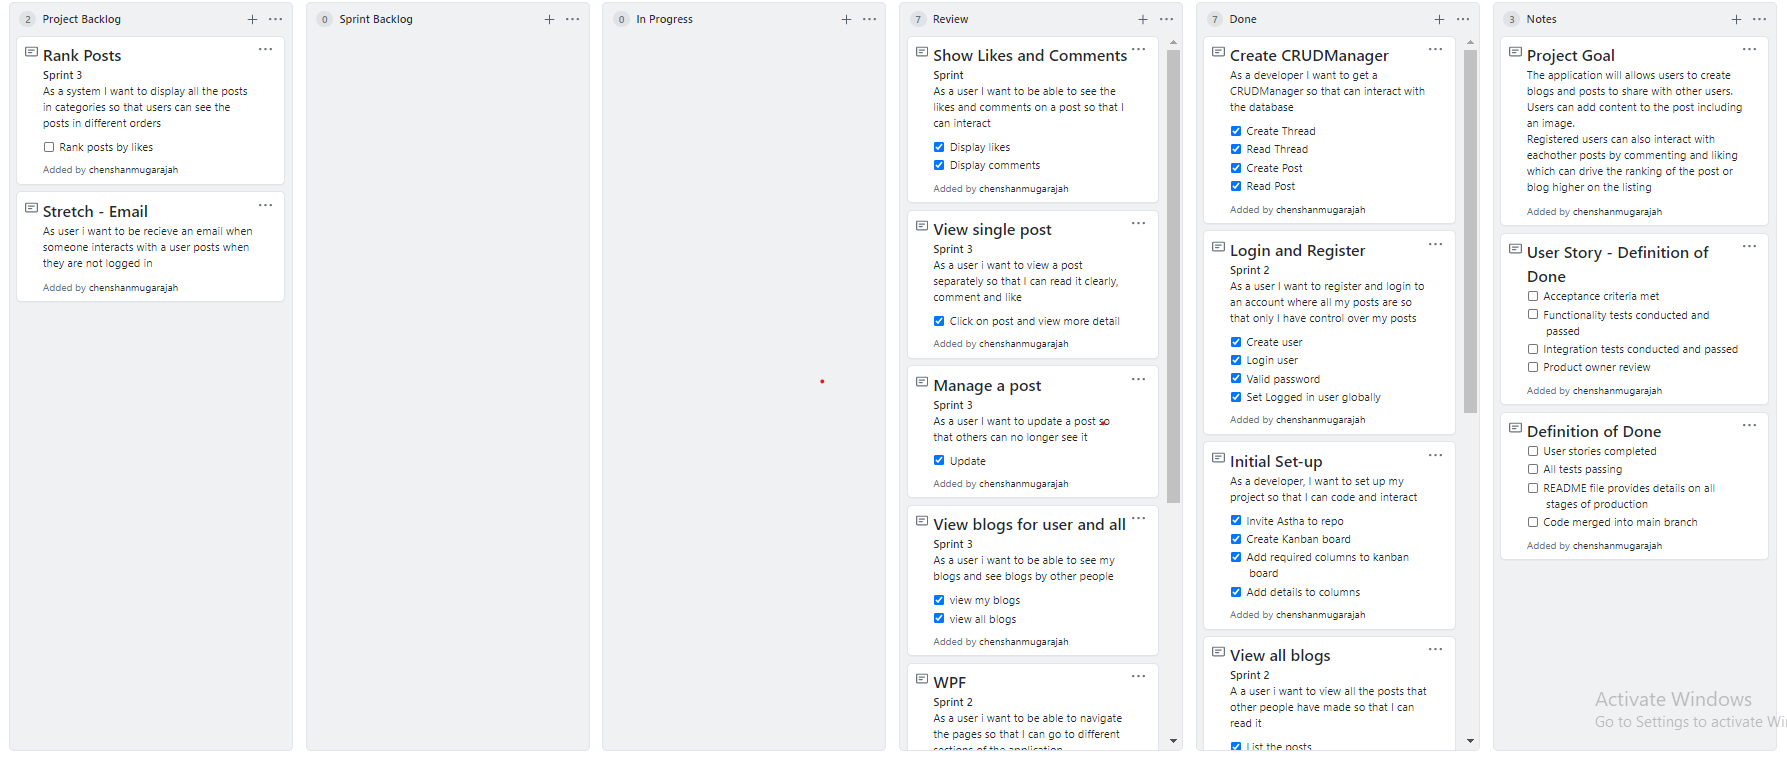 2 Project Backlog
Rank Posts
Sprint 3
As a system I want to display all the posts
in categories so that users can see the
posts in different orders
Rank posts by likes
Added by chenshanmugarajah
Stretch - Email
As user i want to be recieve an email when
someone interacts with a user posts when
they are not logged in
Added by chenshanmugarajah
0 Sprint Backlog
0 In Progress
7 Review
Show Likes and Comments
Sprint
As a user I want to be able to see the
likes and comments on a post so that I
can interact
Display likes
Display comments
Added by chenshanmugarajah
View single post
Sprint 3
As a user i want to view a post
separately so that I can read it clearly,
comment and like
Click on post and view more detail
Added by chenshanmugarajah
Manage a post
Sprint 3
As a user I want to update a post so
that others can no longer see it
Update
Added by chenshanmugarajah
View blogs for user and all
Sprint 3
As a user i want to be able to see my
blogs and see blogs by other people
view my blogs
view all blogs
Added by chenshanmugarajah
WPF
Sprint 2
As a user i want to be able to navigate
the pages so that I can go to different
sections of the application
7 Done
Create CRUDManager
As a developer I want to get a
CRUDManager so that can interact with
the database
Create Thread
Read Thread
Create Post
Read Post
Added by chenshanmugarajah
Login and Register
Sprint 2
As a user I want to register and login to
an account where all my posts are so
that only I have control over my posts
Create user
Login user
Valid password
Set Logged in user globally
Added by chenshanmugarajah
Initial Set-up
As a developer, I want to set up my
project so that I can code and interact
Invite Astha to repo
Create Kanban board
Add required columns to kanban
board
Add details to columns
Added by chenshanmugarajah
View all blogs
Sprint 2
A a user i want to view all the posts that
other people have made so that I can
read it
List the posts
3 Notes
Project Goal
The application will allows users to create
blogs and posts to share with other users.
Users can add content to the post including
an image.
Registered users can also interact with
eachother posts by commenting and liking
which can drive the ranking of the post or
blog higher on the listing
Added by chenshanmugarajah
User Story - Definition of
Done
Acceptance criteria met
Functionality tests conducted and
passed
Integration tests conducted and passed
Product owner review
Added by chenshanmugarajah
Definition of Done
User stories completed
All tests passing
README file provides details on all
stages of production
Code merged into main branch
Added by chenshanmugarajah
Activate Windows
Go to Settings to activate Wi